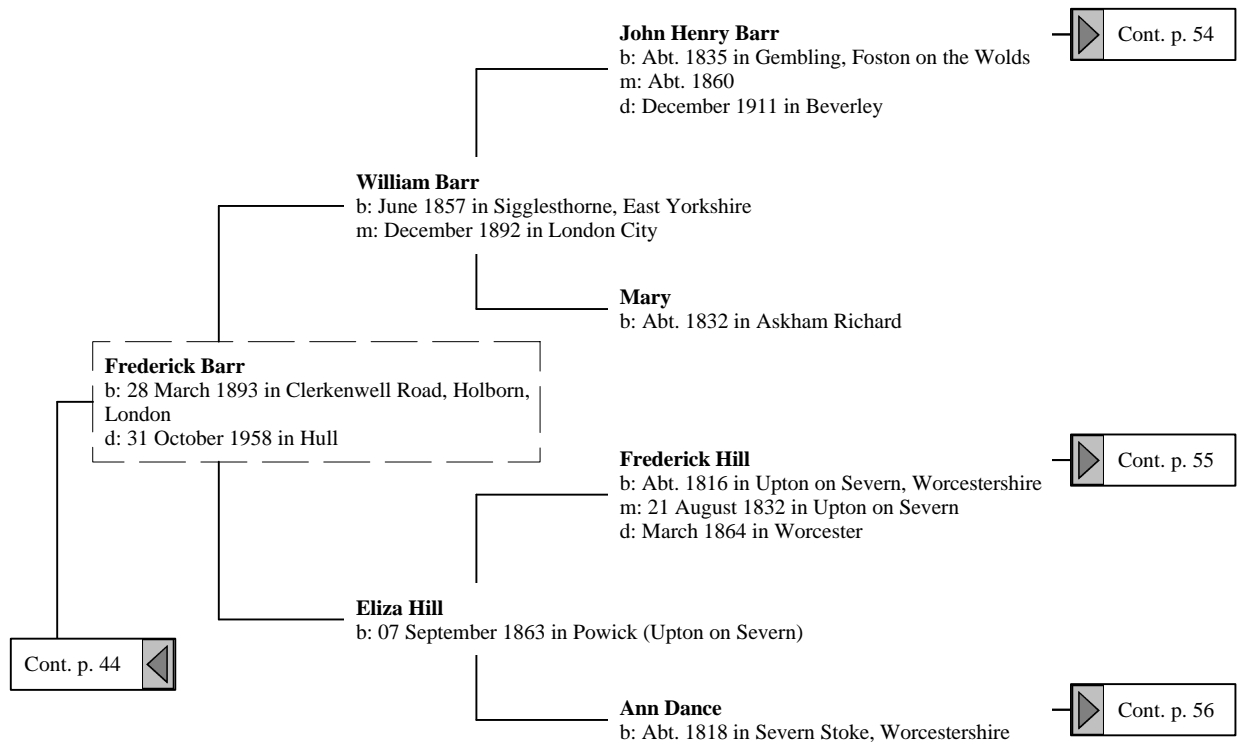 John Henry Barr
b: Abt. 1835 in Gembling, Foston on the Wolds
m: Abt. 1860
d: December 1911 in Beverley
Cont. p. 54
William Barr
b: June 1857 in Sigglesthorne, East Yorkshire
m: December 1892 in London City
Mary
b: Abt. 1832 in Askham Richard
Frederick Barr
b: 28 March 1893 in Clerkenwell Road, Holborn,
London
d: 31 October 1958 in Hull
Frederick Hill
b: Abt. 1816 in Upton on Severn, Worcestershire
m: 21 August 1832 in Upton on Severn
d: March 1864 in Worcester
Cont. p. 55
Eliza Hill
b: 07 September 1863 in Powick (Upton on Severn)
Cont. p. 44
Ann Dance
b: Abt. 1818 in Severn Stoke, Worcestershire
Cont. p. 56